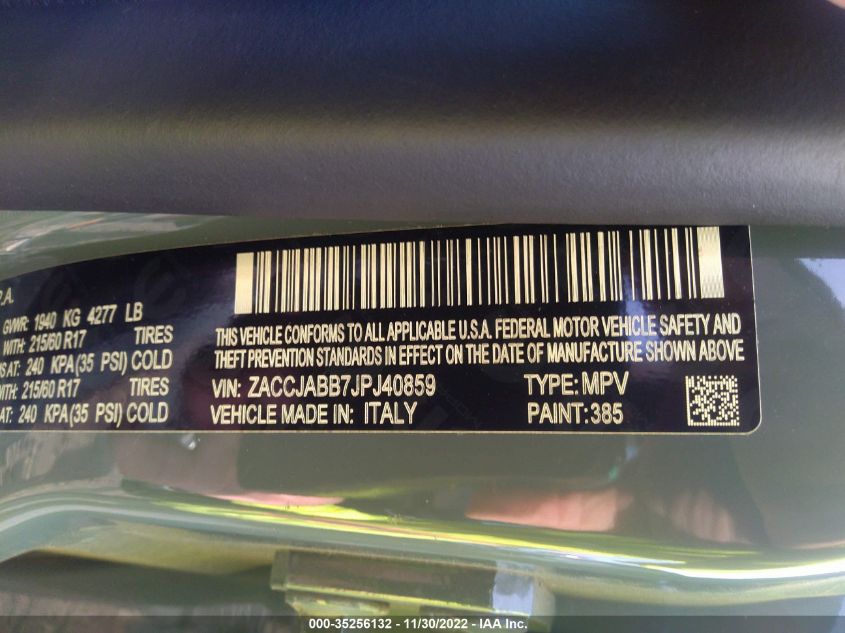 R.A.
GVWR: 1940 KG 4277 LB
WITH: 215/60 R17 TIRES
AT: 240 KPA(35 PSI) COLD
WITH: 215/60 R17 TIRES
AT: 240 KPA(35 PSI) COLD
THIS VEHICLE CONFORMS TO ALL APPLICABLE U.S.A. FEDERAL MOTOR VEHICLE SAFETY AND
THEFT PREVENTION STANDARDS IN EFFECT ON THE DATE OF MANUFACTURE SHOWN ABOVE
VIN: ZACCJABB7JPJ40859 TYPE: MPV
VEHICLE MADE IN: ITALY PAINT: 385
000-35256132 - 11/30/2022 - IAA Inc.